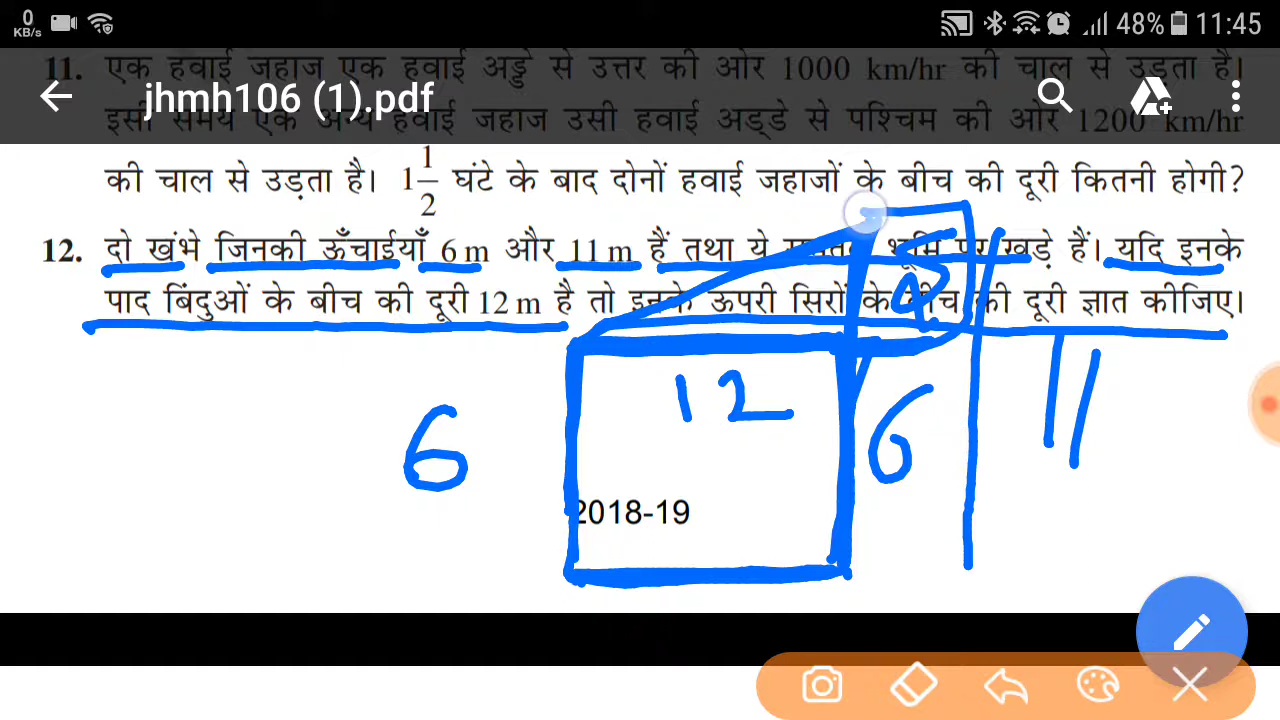 0
KB/s
48% 11:45
11. एक हवाई जहाज एक हवाई अड्डे से उत्तर की ओर 1000 km/hr की चाल से उड़ता है।
jhmh106 (1).pdf
इसी समय एक अन्य हवाई जहाज उसी हवाई अड्डे से पश्चिम की ओर 1200 km/hr
की चाल से उड़ता है। 1 1/2 घंटे के बाद दोनों हवाई जहाजों के बीच की दूरी कितनी होगी?
12. दो खंभे जिनकी ऊँचाईयाँ 6 m और 11 m हैं तथा ये समतल भूमि पर खड़े हैं। यदि इनके
पाद बिंदुओं के बीच की दूरी 12 m है तो इनके ऊपरी सिरों के बीच की दूरी ज्ञात कीजिए।
12
6 6 11
2018-19